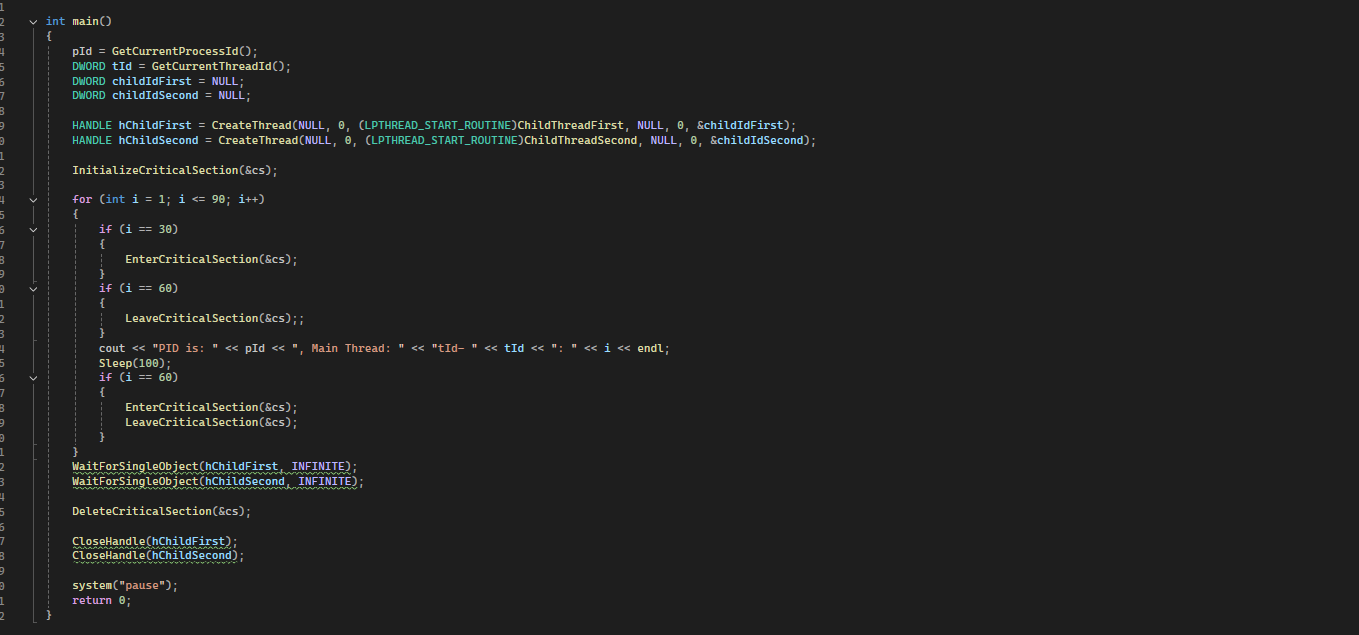 int main()
{
pId = GetCurrentProcessId();
DWORD tId = GetCurrentThreadId();
DWORD childIdFirst = NULL;
DWORD childIdSecond = NULL;
HANDLE hChildFirst = CreateThread(NULL, 0, (LPTHREAD_START_ROUTINE)ChildThreadFirst, NULL, 0, &childIdFirst);
HANDLE hChildSecond = CreateThread(NULL, 0, (LPTHREAD_START_ROUTINE)ChildThreadSecond, NULL, 0, &childIdSecond);
InitializeCriticalSection(&cs);
for (int i = 1; i <= 90; i++)
{
if (i == 30)
{
EnterCriticalSection(&cs);
}
if (i == 60)
{
LeaveCriticalSection(&cs);;
}
cout << "PID is: " << pId << ", Main Thread: " << "tId- " << tId << ": " << i << endl;
Sleep(100);
if (i == 60)
{
EnterCriticalSection(&cs);
LeaveCriticalSection(&cs);
}
}
WaitForSingleObject(hChildFirst, INFINITE);
WaitForSingleObject(hChildSecond, INFINITE);
DeleteCriticalSection(&cs);
CloseHandle(hChildFirst);
CloseHandle(hChildSecond);
system("pause");
return 0;
}